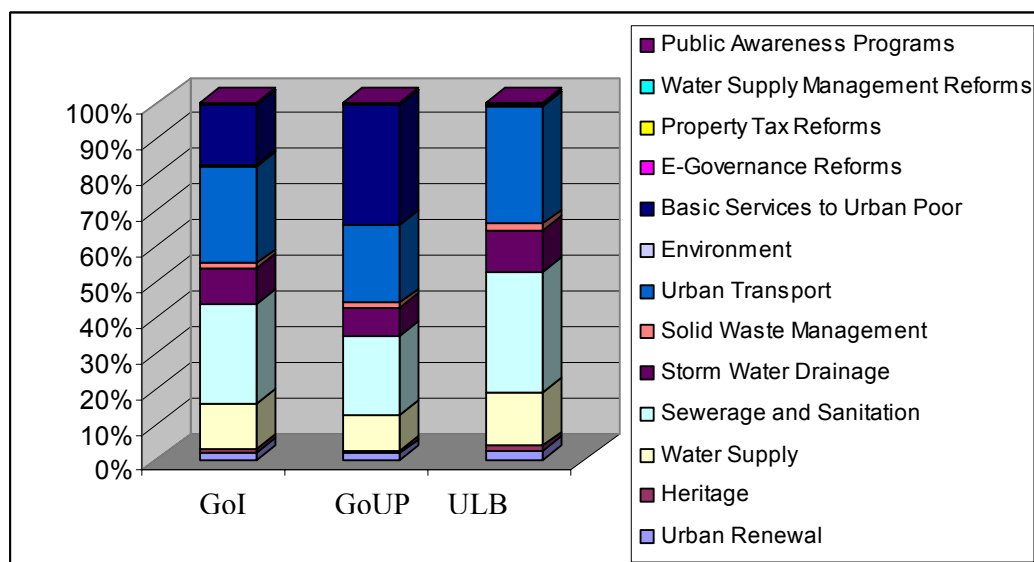 100%
90%
80%
70%
60%
50%
40%
30%
20%
10%
0%
GoI GoUP ULB
Public Awareness Programs
Water Supply Management Reforms
Property Tax Reforms
E-Governance Reforms
Basic Services to Urban Poor
Environment
Urban Transport
Solid Waste Management
Storm Water Drainage
Sewerage and Sanitation
Water Supply
Heritage
Urban Renewal